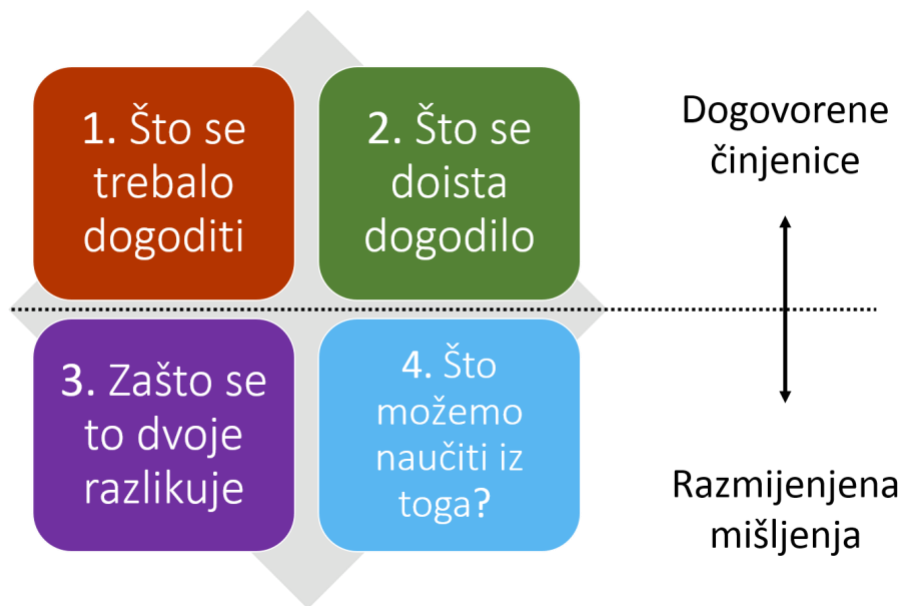 1. Što se
trebalo
dogoditi
2. Što se
doista
dogodilo
Dogovorene
činjenice
3. Zašto se
to dvoje
razlikuje
4. Što
možemo
naučiti iz
toga?
Razmijenjena
mišljenja